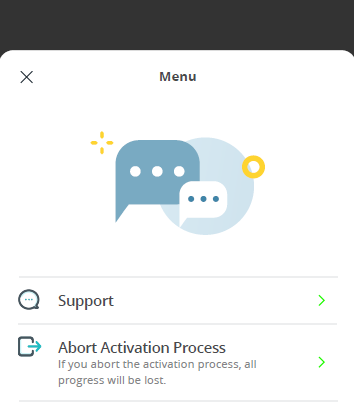 Menu
Support
Abort Activation Process
If you abort the activation process, all
progress will be lost.